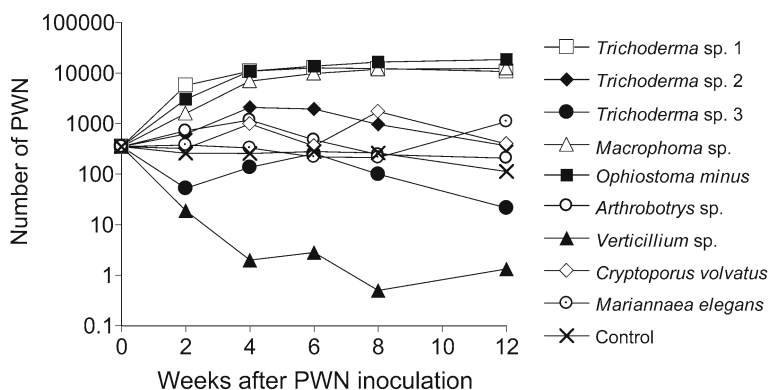 Number of PWN
100000
10000
1000
100
10
1
0.1
0 2 4 6 8 10 12
Weeks after PWN inoculation
Trichoderma sp. 1
Trichoderma sp. 2
Trichoderma sp. 3
Macrophoma sp.
Ophiostoma minus
Arthrobotrys sp.
Verticillium sp.
Cryptoporus volvatus
Mariannaea elegans
Control